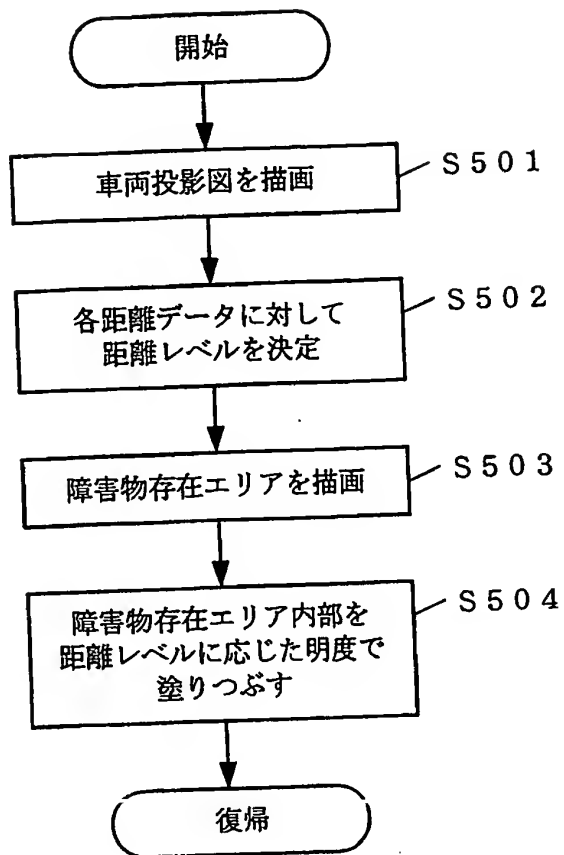 開始
車両投影図を描画
S501
各距離データに対して
距離レベルを決定
S502
障害物存在エリアを描画
S503
障害物存在エリア内部を
距離レベルに応じた明度で
塗りつぶす
S504
復帰